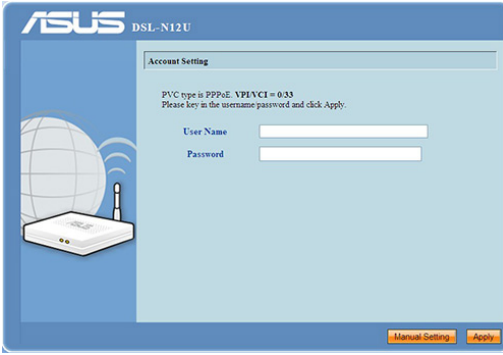 ASUS DSL-N12U
Account Setting
PVC type is PPPoE. VPI/VCI = 0/33
Please key in the username/password and click Apply.
User Name
Password
Manual Setting Apply